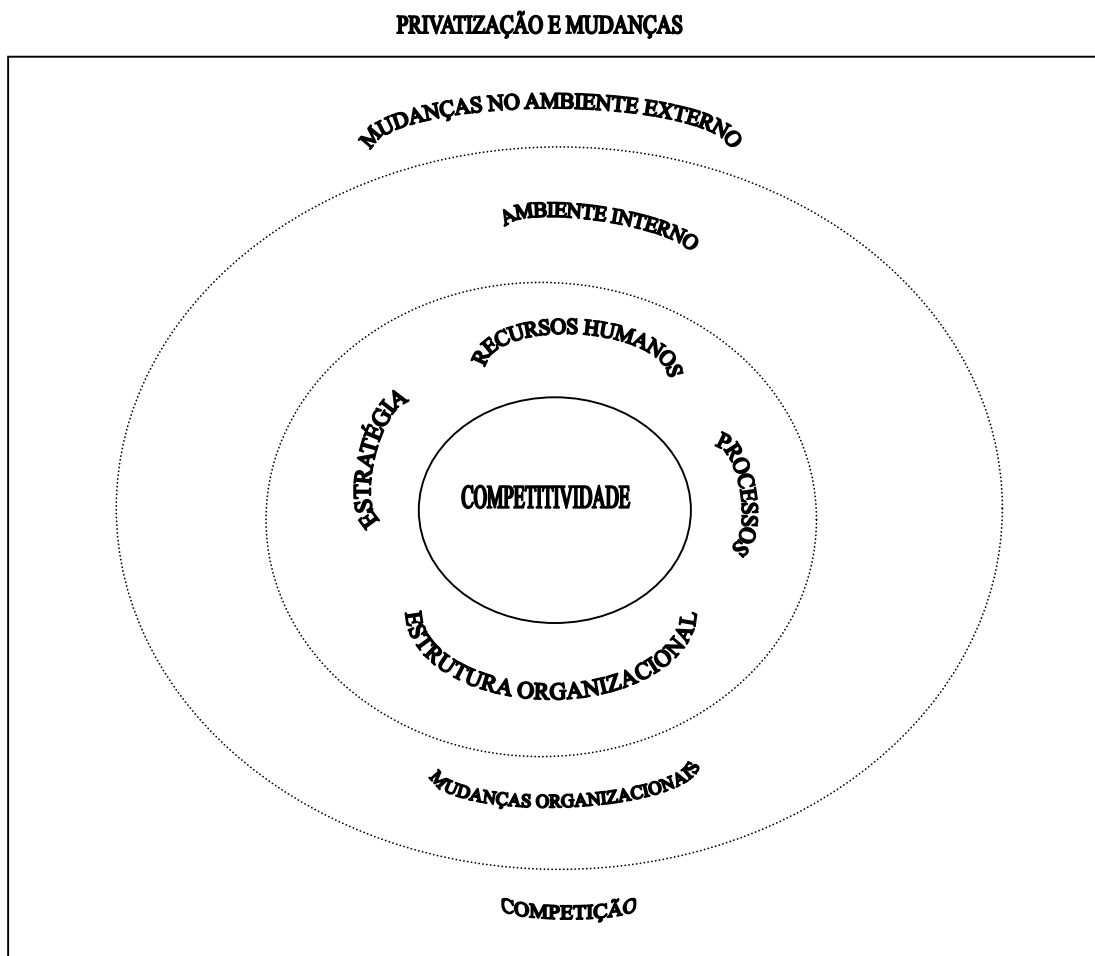 PRIVATIZAÇÃO E MUDANÇAS
MUDANÇAS NO AMBIENTE EXTERNO
AMBIENTE INTERNO
RECURSOS HUMANOS
ESTRATÉGIA
PROCESSOS
COMPETITIVIDADE
ESTRUTURA ORGANIZACIONAL
MUDANÇAS ORGANIZACIONAIS
COMPETIÇÃO